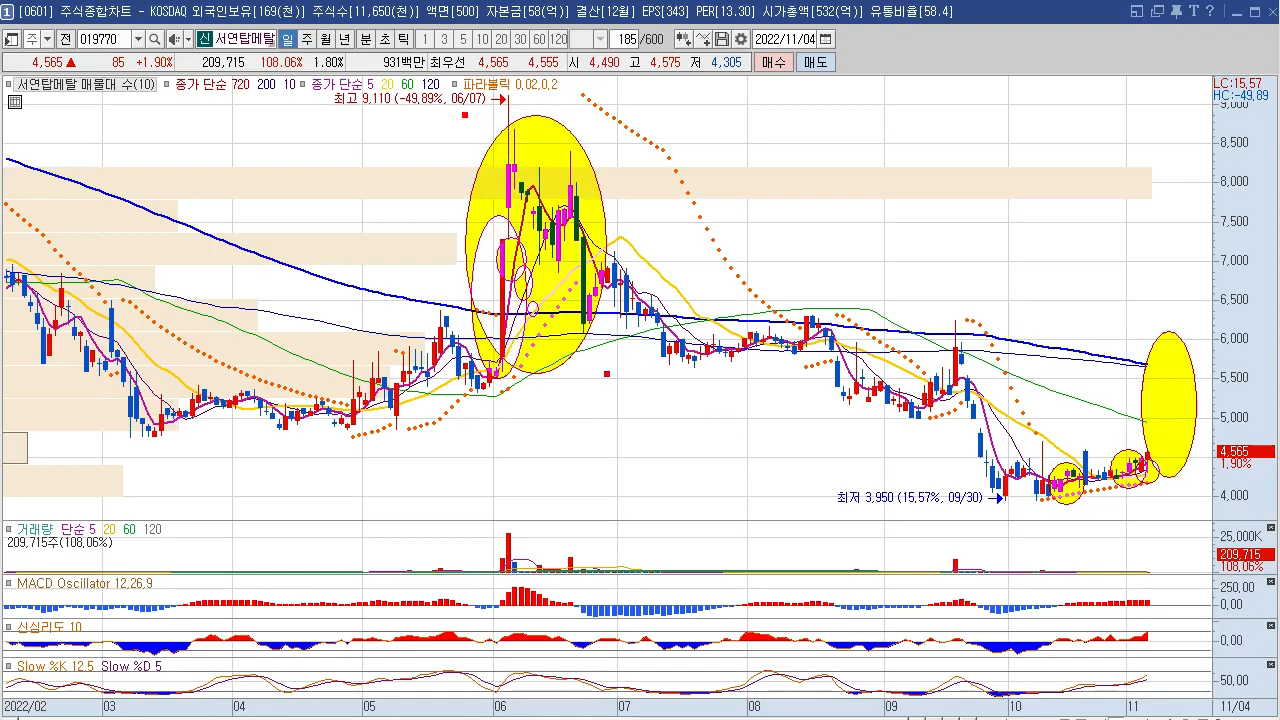 1 [0601] 주식종합차트 - KOSDAQ 외국인보유[169(천)] 주식수[11,650(천)] 액면[500] 자본금[58(억)] 결산[12월] EPS[343] PER[13.30] 시가총액[532(억)] 유통비율[58.4]
주 전 019770 신 서연탑메탈 일 주 월 년 분 초 틱 1 3 5 10 20 30 60 120 185 /600 2022/11/04
4,565 ▲ 85 +1.90% 209,715 108.06% 1.80% 931백만 최우선 4,565 4,555 시 4,490 고 4,575 저 4,305 매수 매도
서연탑메탈 매물대 수(10) 종가 단순 720 200 10 종가 단순 5 20 60 120 파라볼릭 0.02,0.2
LC:15.57
HC:-49.89
최고 9,110 (-49.89%, 06/07)
9,000
8,500
8,000
7,500
7,000
6,500
6,000
5,500
5,000
4,565
1.90%
최저 3,950 (15.57%, 09/30)
4,000
거래량 단순 5 20 60 120
209,715주(108.06%)
25,000K
209,715
108.06%
MACD Oscillator 12,26,9
250.00
0.00
신심리도 10
0.00
Slow %K 12,5 Slow %D 5
50.00
2022/02 03 04 05 06 07 08 09 10 11 11/04